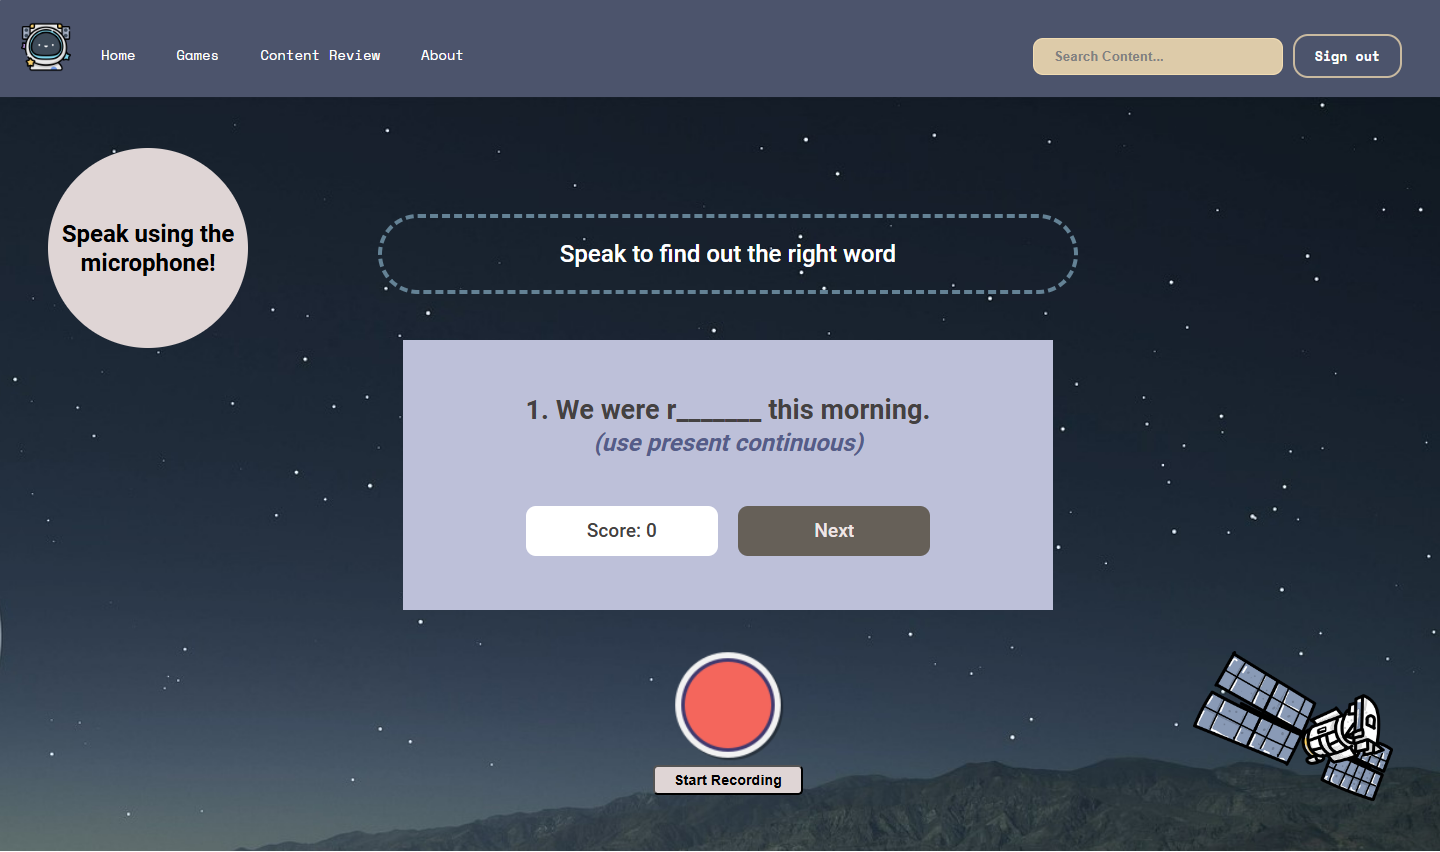 Home Games Content Review About Search Content... Sign out
Speak using the
microphone!
Speak to find out the right word
1. We were r_______ this morning.
(use present continuous)
Score: 0 Next
Start Recording